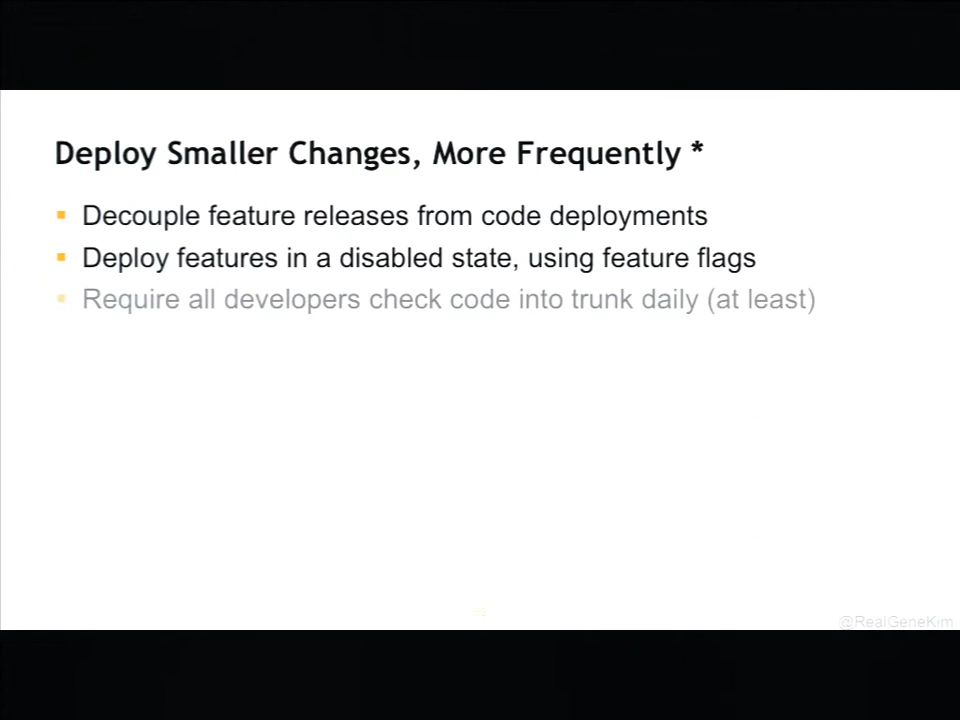 Deploy Smaller Changes, More Frequently *
Decouple feature releases from code deployments
Deploy features in a disabled state, using feature flags
Require all developers check code into trunk daily (at least)
@RealGeneKim